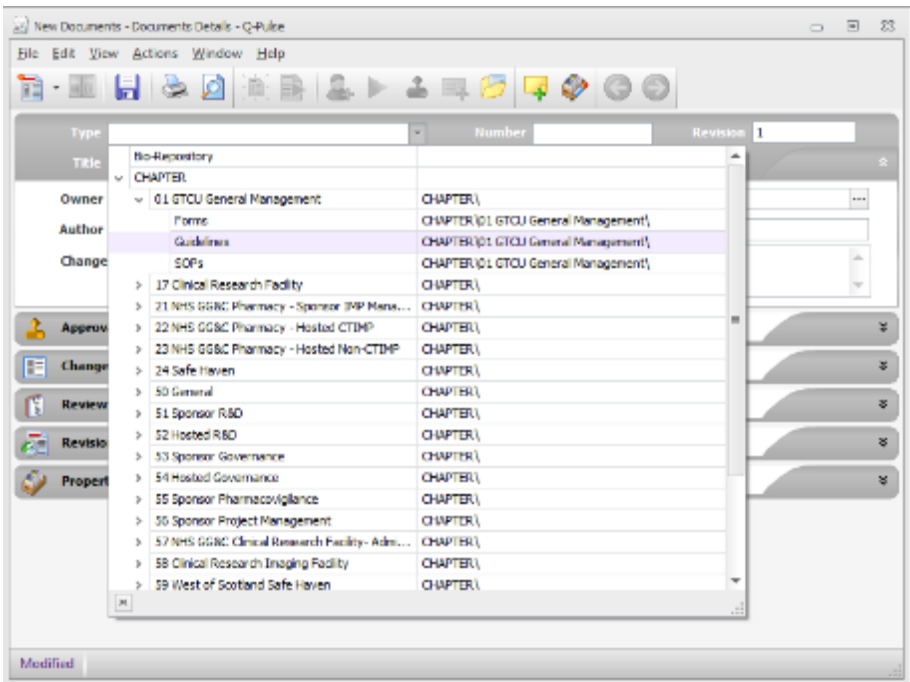 New Documents - Documents Details - Q-Pulse
File Edit View Actions Window Help
Type Number Revision 1
Title
Bio-Repository
CHAPTER
Owner 01 GTCU General Management CHAPTER\
Author Forms CHAPTER\01 GTCU General Management\
Guidelines CHAPTER\01 GTCU General Management\
Change SOPs CHAPTER\01 GTCU General Management\
17 Clinical Research Facility CHAPTER\
21 NHS GG&C Pharmacy - Sponsor IMP Mana... CHAPTER\
Approv 22 NHS GG&C Pharmacy - Hosted CTIMP CHAPTER\
23 NHS GG&C Pharmacy - Hosted Non-CTIMP CHAPTER\
Change 24 Safe Haven CHAPTER\
50 General CHAPTER\
Review 51 Sponsor R&D CHAPTER\
Revisio 52 Hosted R&D CHAPTER\
53 Sponsor Governance CHAPTER\
Propert 54 Hosted Governance CHAPTER\
55 Sponsor Pharmacovigilance CHAPTER\
56 Sponsor Project Management CHAPTER\
57 NHS GG&C Clinical Research Facility- Adm... CHAPTER\
58 Clinical Research Imaging Facility CHAPTER\
59 West of Scotland Safe Haven CHAPTER\
Modified